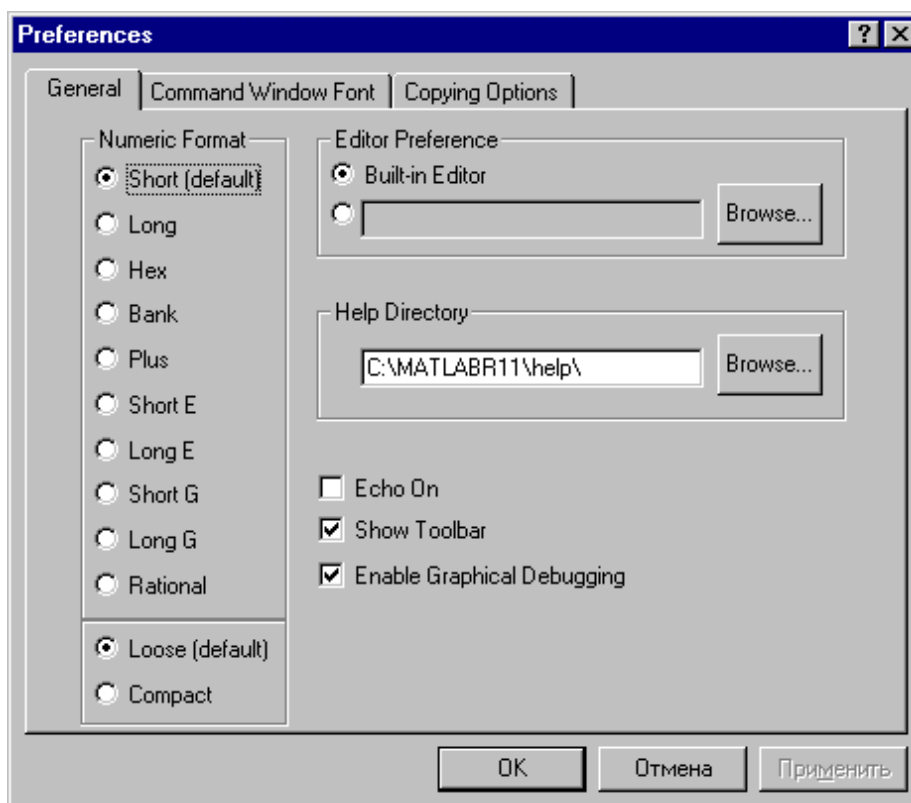 Preferences
General
Command Window Font
Copying Options
Numeric Format
Short (default)
Long
Hex
Bank
Plus
Short E
Long E
Short G
Long G
Rational
Loose (default)
Compact
Editor Preference
Built-in Editor
Browse...
Help Directory
C:\MATLABR11\help\
Browse...
Echo On
Show Toolbar
Enable Graphical Debugging
OK
Отмена
Применить